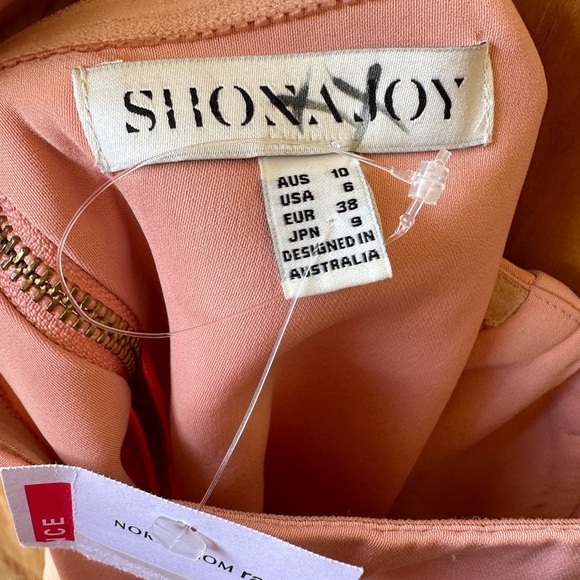 SHONA JOY
AUS 10
USA 6
EUR 38
JPN 9
DESIGNED IN
AUSTRALIA